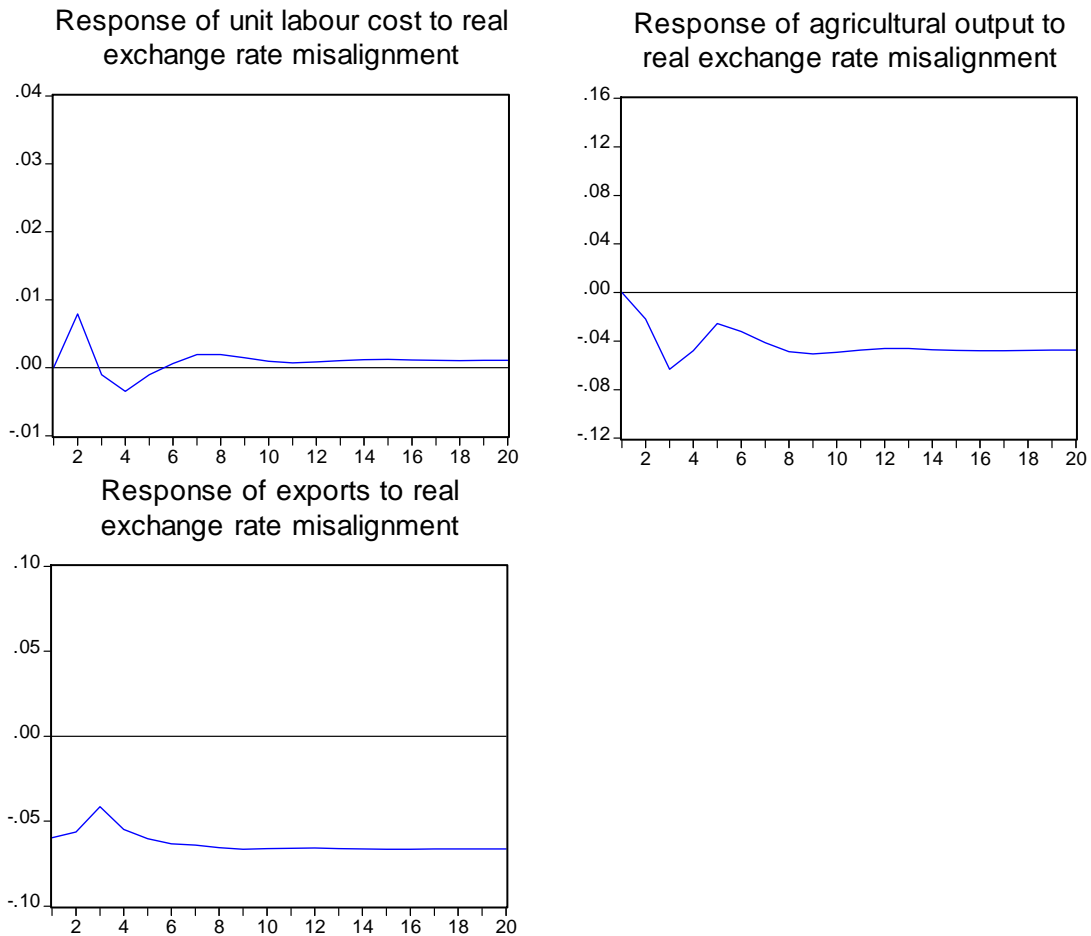 Response of unit labour cost to real
exchange rate misalignment
.04
.03
.02
.01
.00
-.01
2 4 6 8 10 12 14 16 18 20
Response of agricultural output to
real exchange rate misalignment
.16
.12
.08
.04
.00
-.04
-.08
-.12
2 4 6 8 10 12 14 16 18 20
Response of exports to real
exchange rate misalignment
.10
.05
.00
-.05
-.10
2 4 6 8 10 12 14 16 18 20